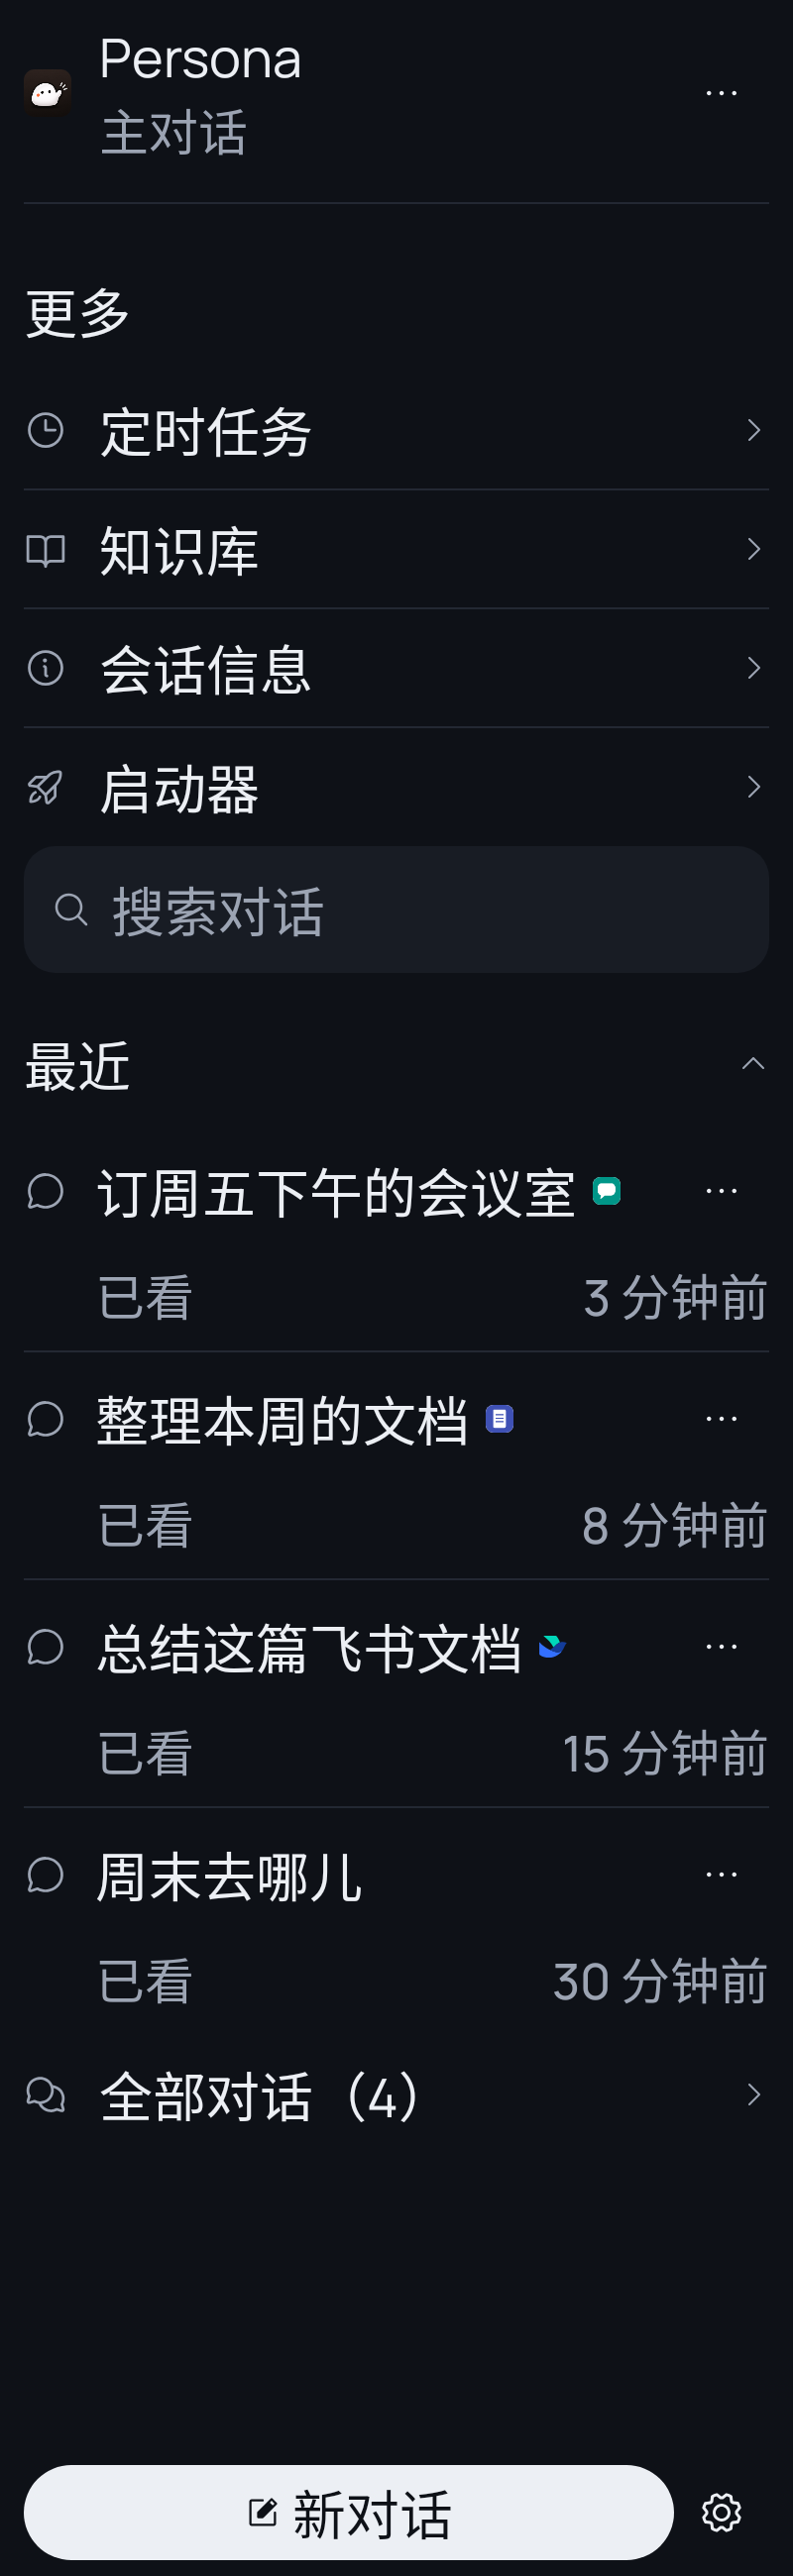 Persona
主对话
更多
定时任务
知识库
会话信息
启动器
搜索对话
最近
订周五下午的会议室
已看 3 分钟前
整理本周的文档
已看 8 分钟前
总结这篇飞书文档
已看 15 分钟前
周末去哪儿
已看 30 分钟前
全部对话（4）
新对话